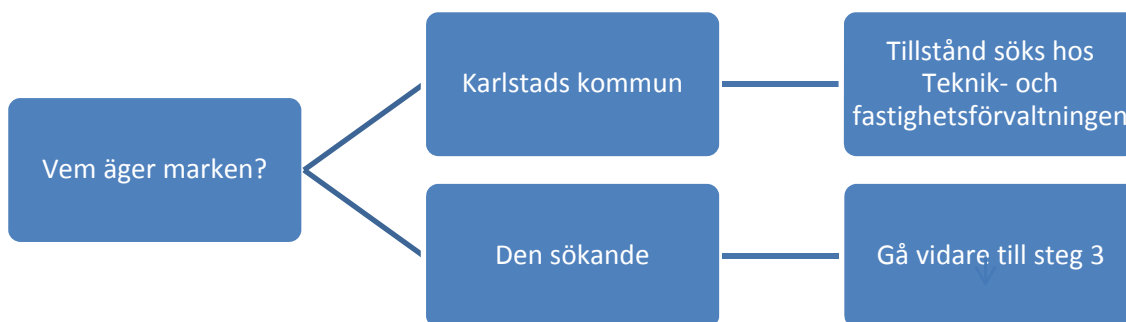 Vem äger marken?
Karlstads kommun
Tillstånd söks hos
Teknik- och
fastighetsförvaltningen
Den sökande
Gå vidare till steg 3